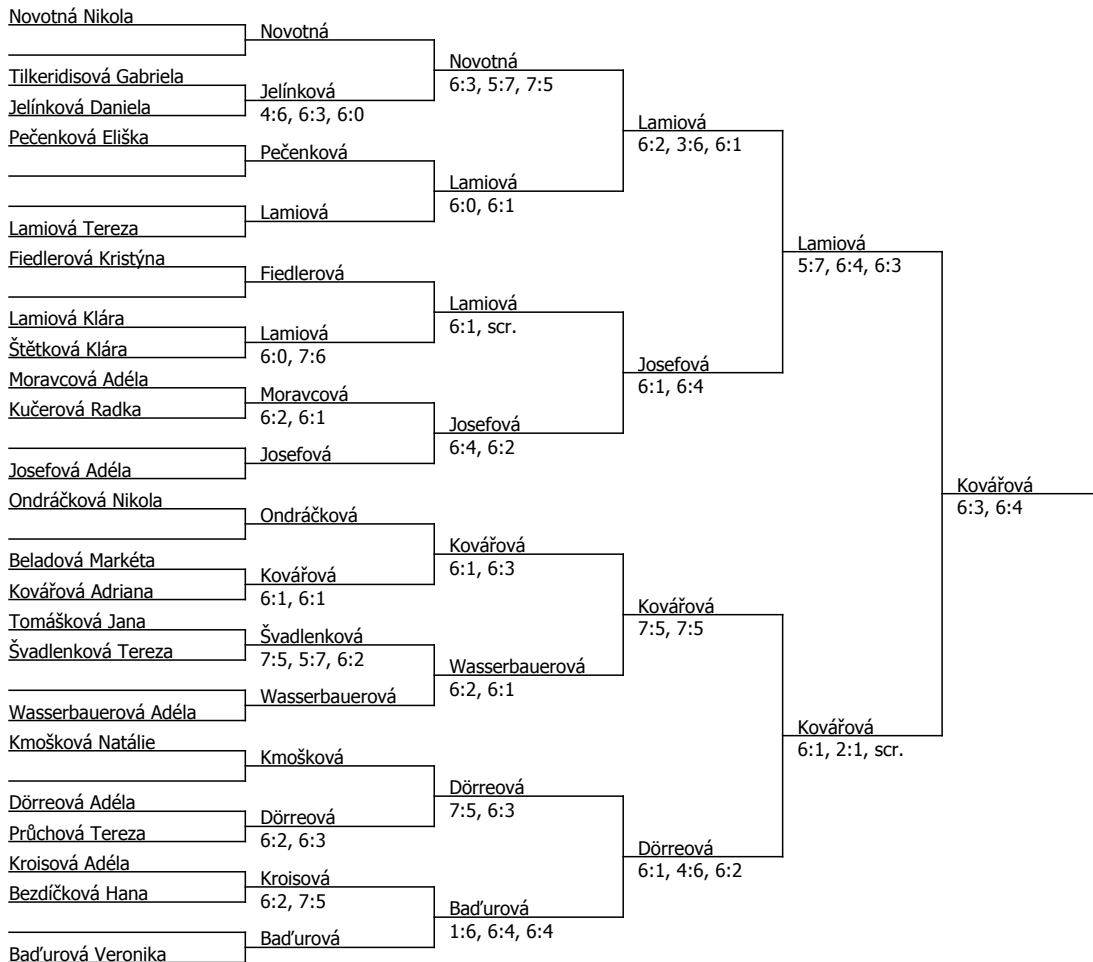 Novotná Nikola
Tilkeridisová Gabriela
Jelínková Daniela
Pečenková Eliška
Lamiová Tereza
Fiedlerová Kristýna
Lamiová Klára
Štětková Klára
Moravcová Adéla
Kučerová Radka
Josefová Adéla
Ondráčková Nikola
Beladová Markéta
Kovářová Adriana
Tomášková Jana
Švadlenková Tereza
Wasserbauerová Adéla
Kmošková Natálie
Dörreová Adéla
Průchová Tereza
Kroisová Adéla
Bezdíčková Hana
Baďurová Veronika
Novotná
Jelínková
4:6, 6:3, 6:0
Pečenková
Lamiová
Fiedlerová
Lamiová
6:0, 7:6
Moravcová
6:2, 6:1
Josefová
Ondráčková
Kovářová
6:1, 6:1
Švadlenková
7:5, 5:7, 6:2
Wasserbauerová
Kmošková
Dörreová
6:2, 6:3
Kroisová
6:2, 7:5
Baďurová
Novotná
6:3, 5:7, 7:5
Lamiová
6:0, 6:1
Lamiová
6:1, scr.
Josefová
6:4, 6:2
Kovářová
6:1, 6:3
Wasserbauerová
6:2, 6:1
Dörreová
7:5, 6:3
Baďurová
1:6, 6:4, 6:4
Lamiová
6:2, 3:6, 6:1
Josefová
6:1, 6:4
Kovářová
7:5, 7:5
Dörreová
6:1, 4:6, 6:2
Lamiová
5:7, 6:4, 6:3
Kovářová
6:1, 2:1, scr.
Kovářová
6:3, 6:4